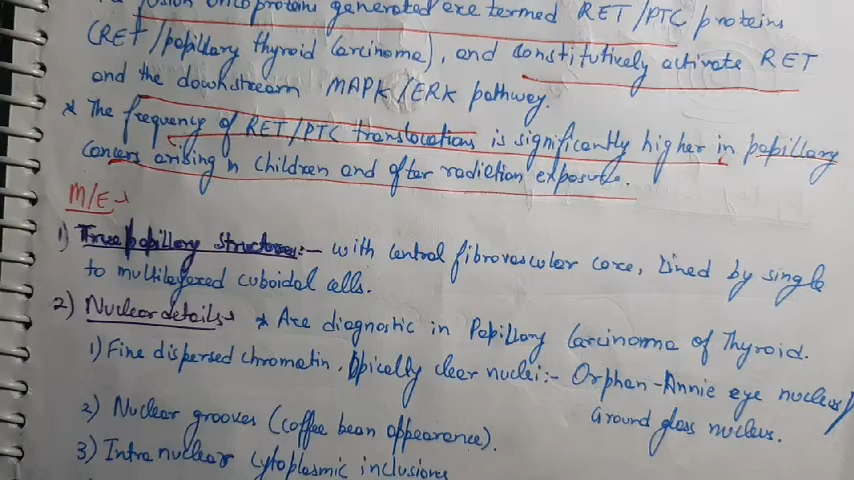 fusion oncoproteins generated are termed RET/PTC proteins
(RET/papillary thyroid Carcinoma), and constitutively activate RET
and the downstream MAPK/ERK pathway.
* The frequency of RET/PTC translocations is significantly higher in papillary
cancers arising in children and after radiation exposure.
M/E→
1) True papillary structures:- with central fibrovascular core, Lined by single
to multilayered cuboidal cells.
2) Nuclear details→ * Are diagnostic in Papillary Carcinoma of Thyroid.
1) Fine dispersed chromatin, Optically clear nuclei:- Orphan-Annie eye nucleus/
Ground glass nucleus.
2) Nuclear grooves (coffee bean appearance).
3) Intra nuclear cytoplasmic inclusions